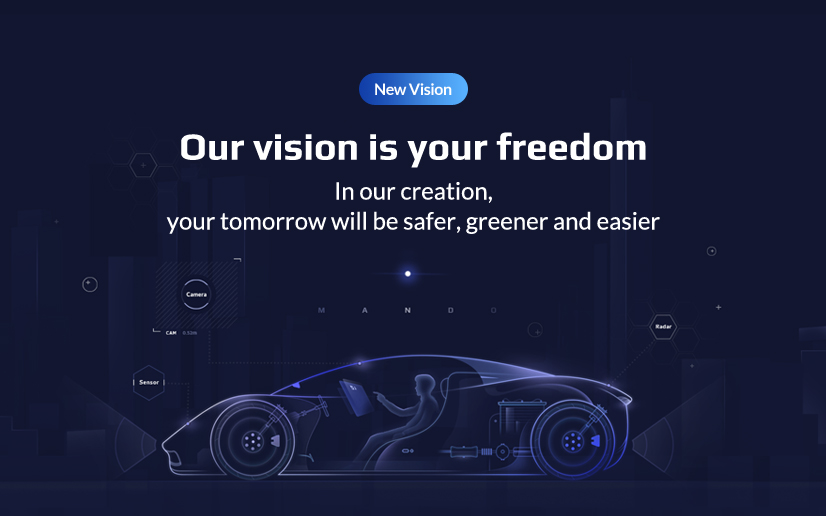 New Vision
Our vision is your freedom
In our creation,
your tomorrow will be safer, greener and easier
Camera
M A N D O
CAM
Radar
Sensor